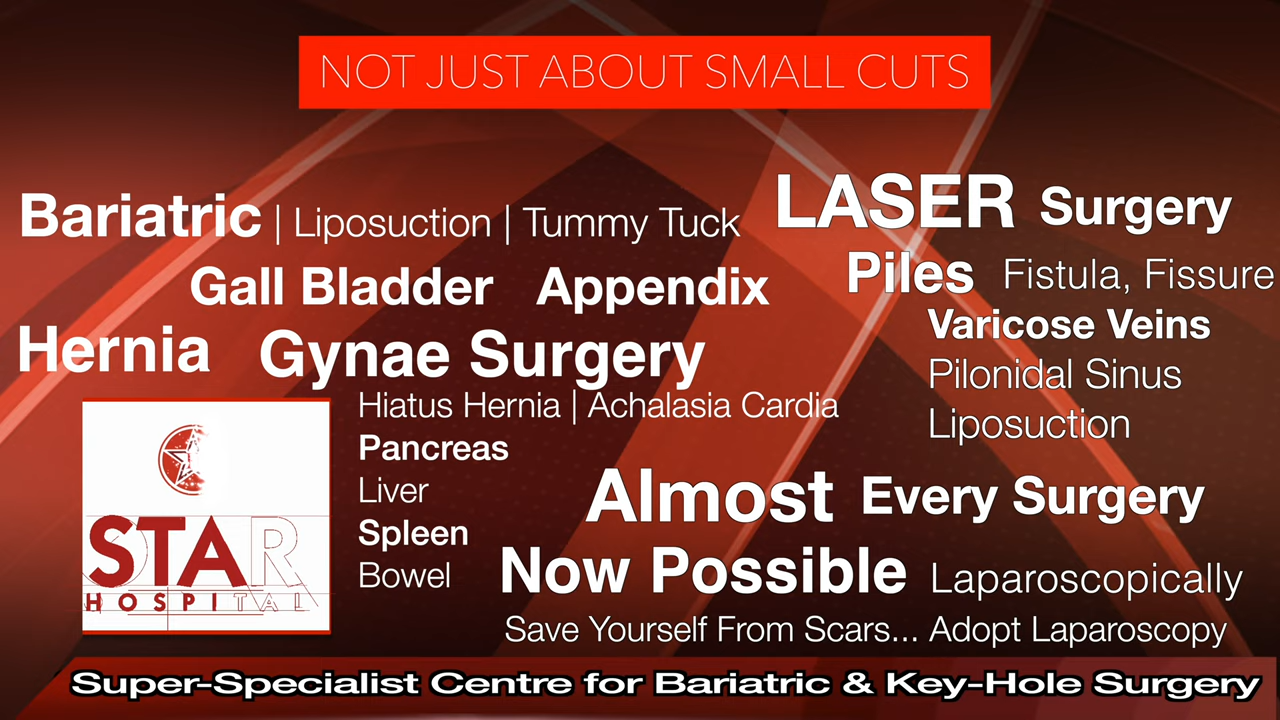 NOT JUST ABOUT SMALL CUTS
Bariatric | Liposuction | Tummy Tuck
Gall Bladder Appendix
Hernia Gynae Surgery
Hiatus Hernia | Achalasia Cardia
Pancreas
Liver
Spleen
Bowel
LASER Surgery
Piles Fistula, Fissure
Varicose Veins
Pilonidal Sinus
Liposuction
Almost Every Surgery
Now Possible Laparoscopically
Save Yourself From Scars... Adopt Laparoscopy
STAR
HOSPITAL
Super-Specialist Centre for Bariatric & Key-Hole Surgery